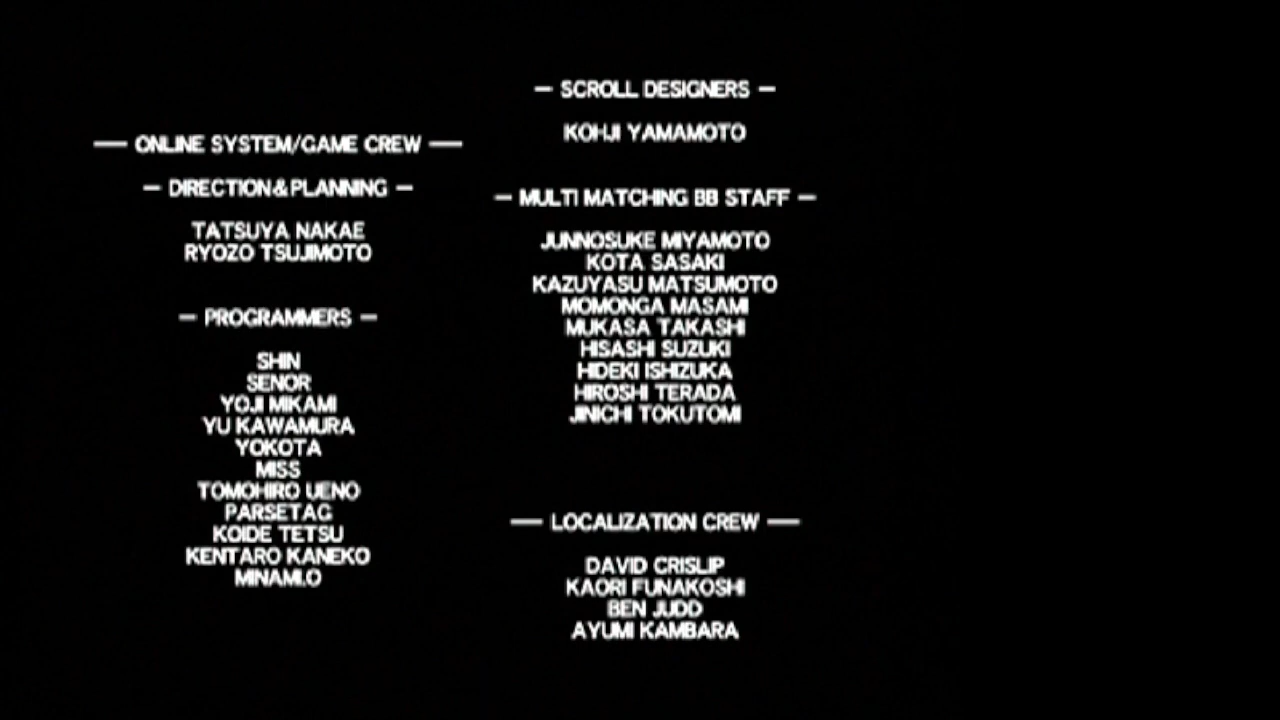 — ONLINE SYSTEM/GAME CREW —
– DIRECTION&PLANNING –
TATSUYA NAKAE
RYOZO TSUJIMOTO
– PROGRAMMERS –
SHIN
SENOR
YOJI MIKAMI
YU KAWAMURA
YOKOTA
MISS
TOMOHIRO UENO
PARSETAG
KOIDE TETSU
KENTARO KANEKO
MINAMI.O
– SCROLL DESIGNERS –
KOHJI YAMAMOTO
– MULTI MATCHING BB STAFF –
JUNNOSUKE MIYAMOTO
KOTA SASAKI
KAZUYASU MATSUMOTO
MOMONGA MASAMI
MUKASA TAKASHI
HISASHI SUZUKI
HIDEKI ISHIZUKA
HIROSHI TERADA
JINICHI TOKUTOMI
— LOCALIZATION CREW —
DAVID CRISLIP
KAORI FUNAKOSHI
BEN JUDD
AYUMI KAMBARA